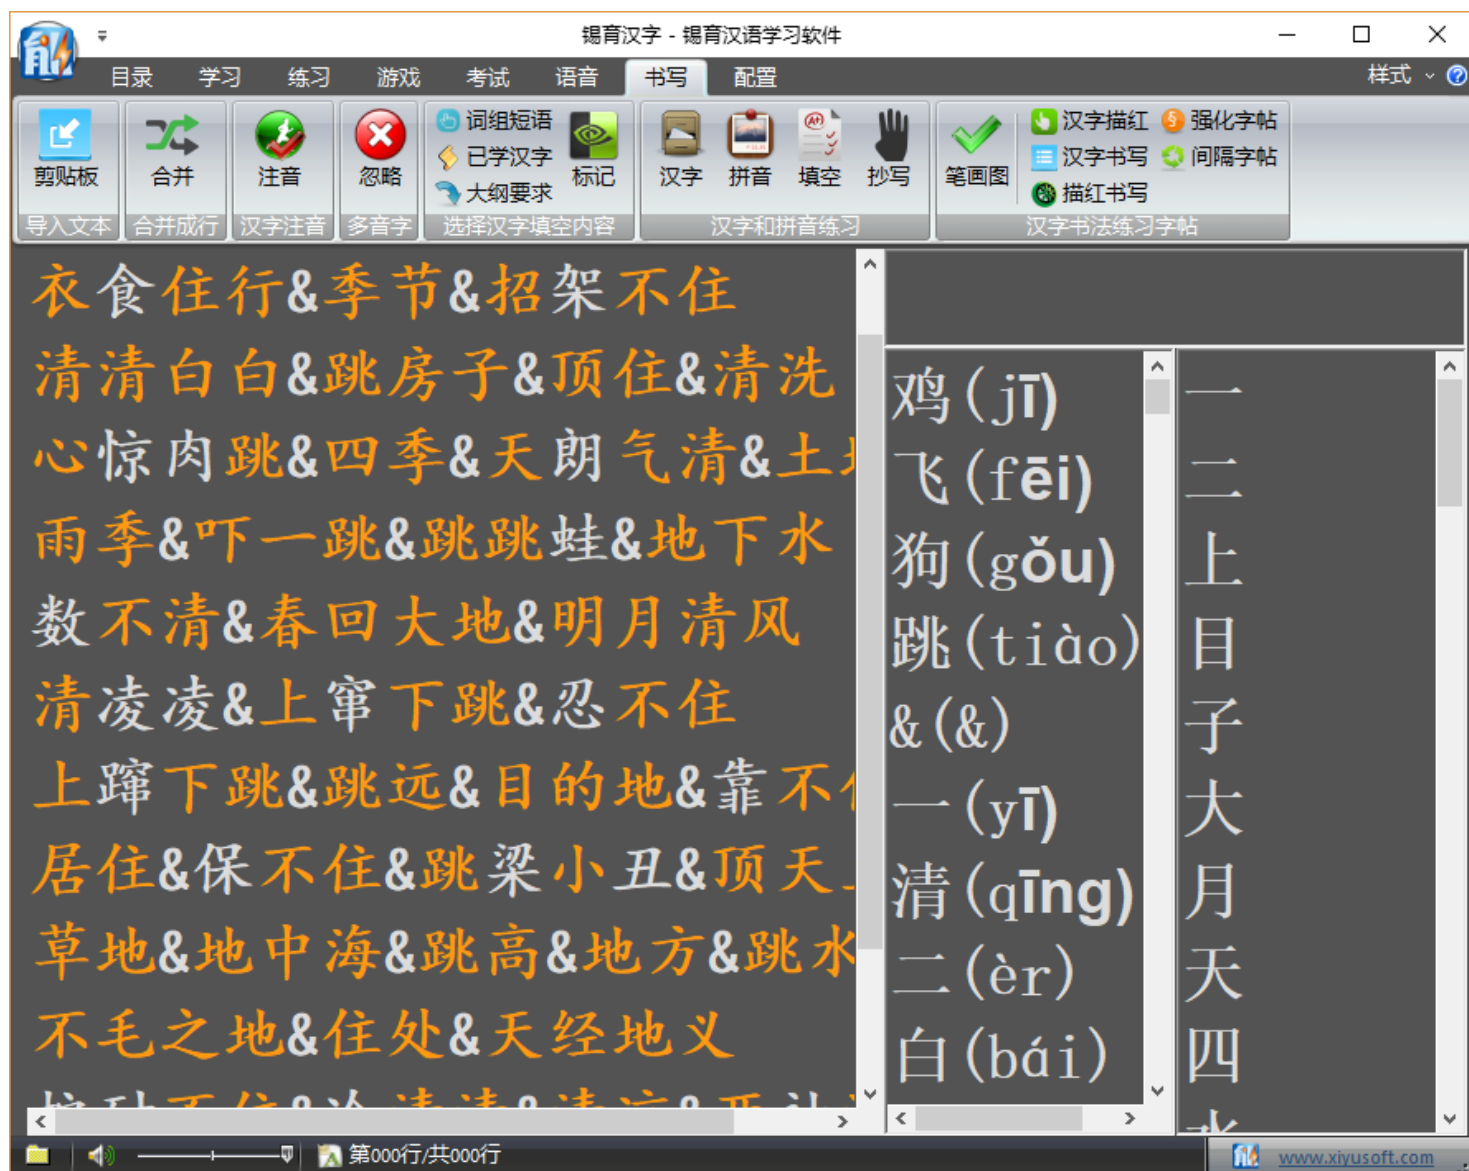 锡育汉字 - 锡育汉语学习软件
目录 学习 练习 游戏 考试 语音 书写 配置 样式
剪贴板 合并 注音 忽略 词组短语 已学汉字 大纲要求 标记 汉字 拼音 填空 抄写 笔画图 汉字描红 汉字书写 描红书写 强化字帖 间隔字帖
导入文本 合并成行 汉字注音 多音字 选择汉字填空内容 汉字和拼音练习 汉字书法练习字帖
衣食住行&季节&招架不住
清清白白&跳房子&顶住&清洗
心惊肉跳&四季&天朗气清&土
雨季&吓一跳&跳跳蛙&地下水
数不清&春回大地&明月清风
清凌凌&上窜下跳&忍不住
上蹿下跳&跳远&目的地&靠不
居住&保不住&跳梁小丑&顶天
草地&地中海&跳高&地方&跳水
不毛之地&住处&天经地义
鸡(jī)
飞(fēi)
狗(gǒu)
跳(tiào)
&(&)
一(yī)
清(qīng)
二(èr)
白(bái)
一
二
上
目
子
大
月
天
四
水
第000行/共000行
www.xiyusoft.com